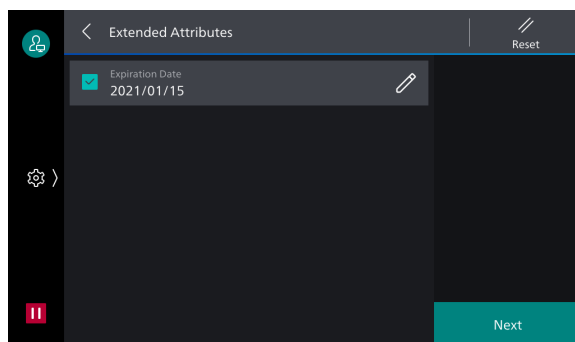 Extended Attributes
Reset
Expiration Date
2021/01/15
Next